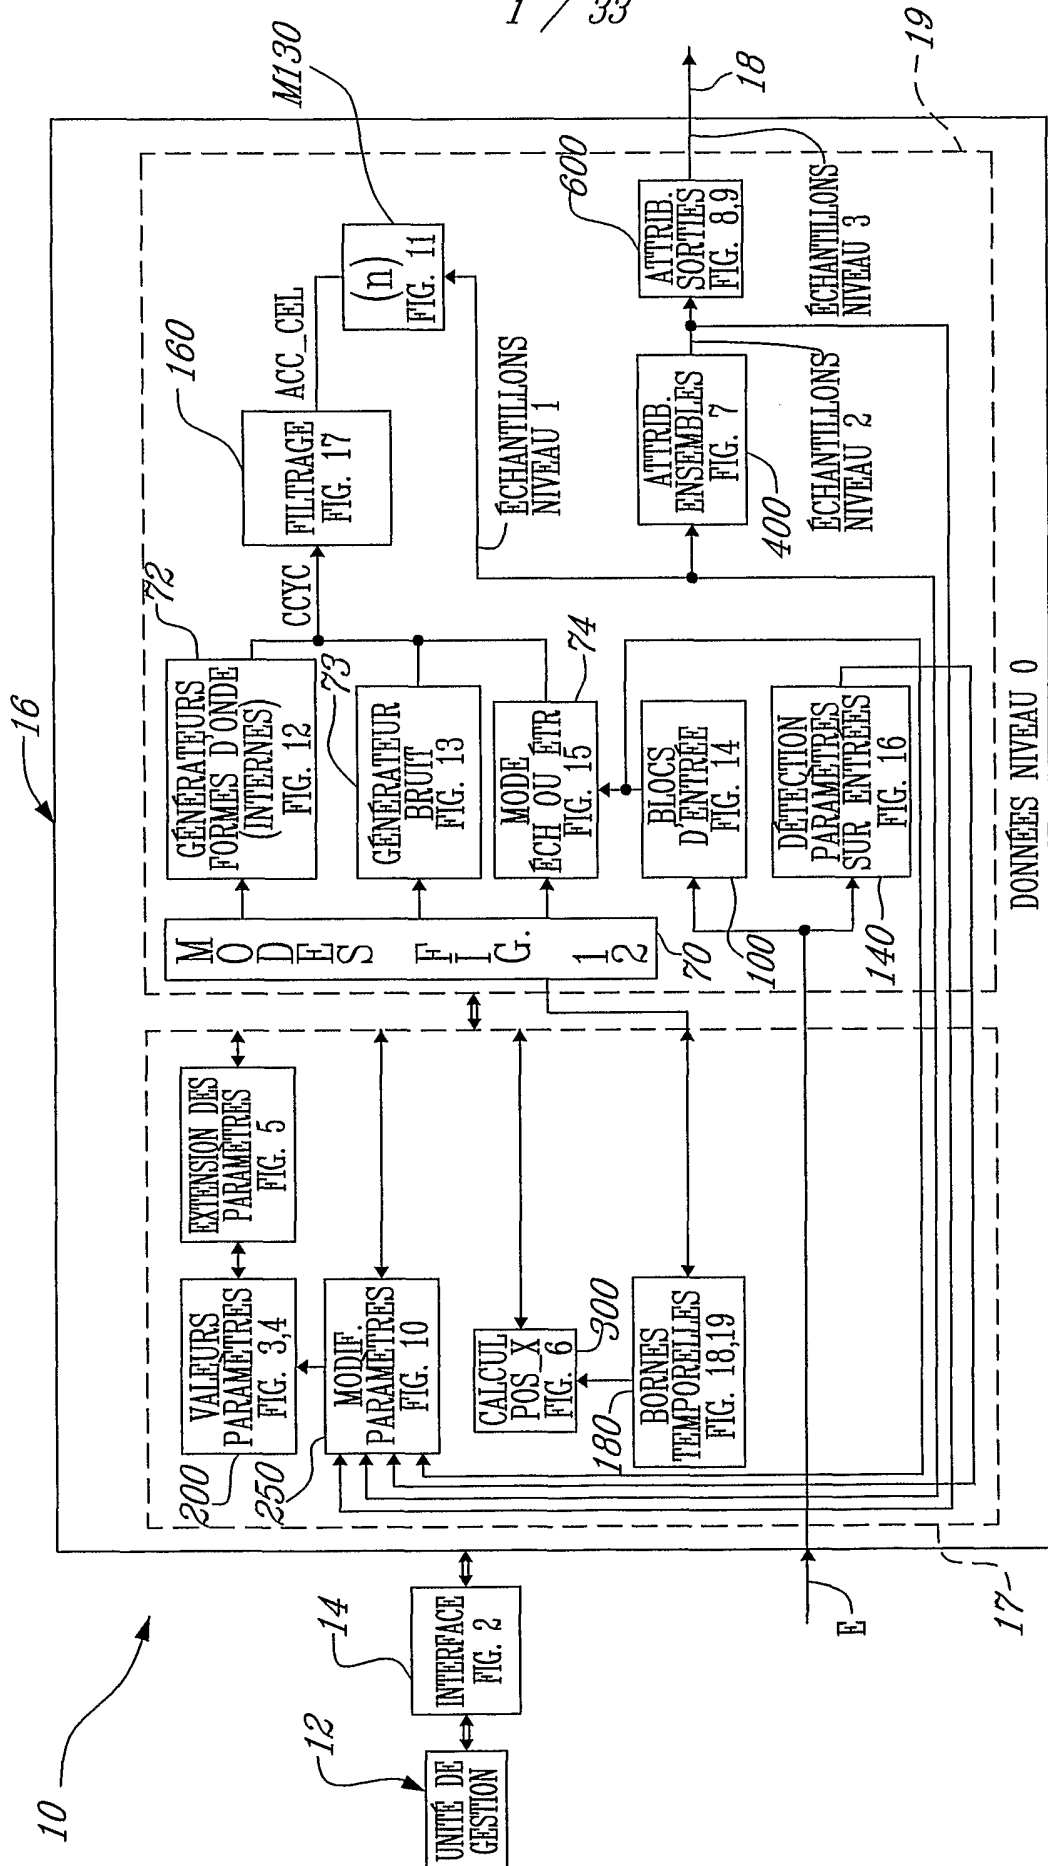 1 / 33
10
12
UNITÉ DE
GESTION
14
INTERFACE
FIG. 2
16
17
E
200
VALEURS
PARAMÈTRES
FIG. 3,4
EXTENSION DES
PARAMÈTRES
FIG. 5
250
MODIF.
PARAMÈTRES
FIG. 10
CALCUL
POS_X
FIG. 6
300
180
BORNES
TEMPORELLES
FIG. 18,19
MODES FIG. 12
70
72
GÉNÉRATEURS
FORMES D'ONDE
(INTERNES)
FIG. 12
73
GÉNÉRATEUR
BRUIT
FIG. 13
MODE
ÉCH OU ÉTR
FIG. 15
74
BLOCS
D'ENTRÉE
FIG. 14
100
DÉTECTION
PARAMÈTRES
SUR ENTRÉES
FIG. 16
140
DONNÉES NIVEAU 0
CCYC
160
FILTRAGE
FIG. 17
ACC_CEL
M130
(n)
FIG. 11
ÉCHANTILLONS
NIVEAU 1
400
ATTRIB.
ENSEMBLES
FIG. 7
ÉCHANTILLONS
NIVEAU 2
600
ATTRIB.
SORTIES
FIG. 8,9
ÉCHANTILLONS
NIVEAU 3
18
19